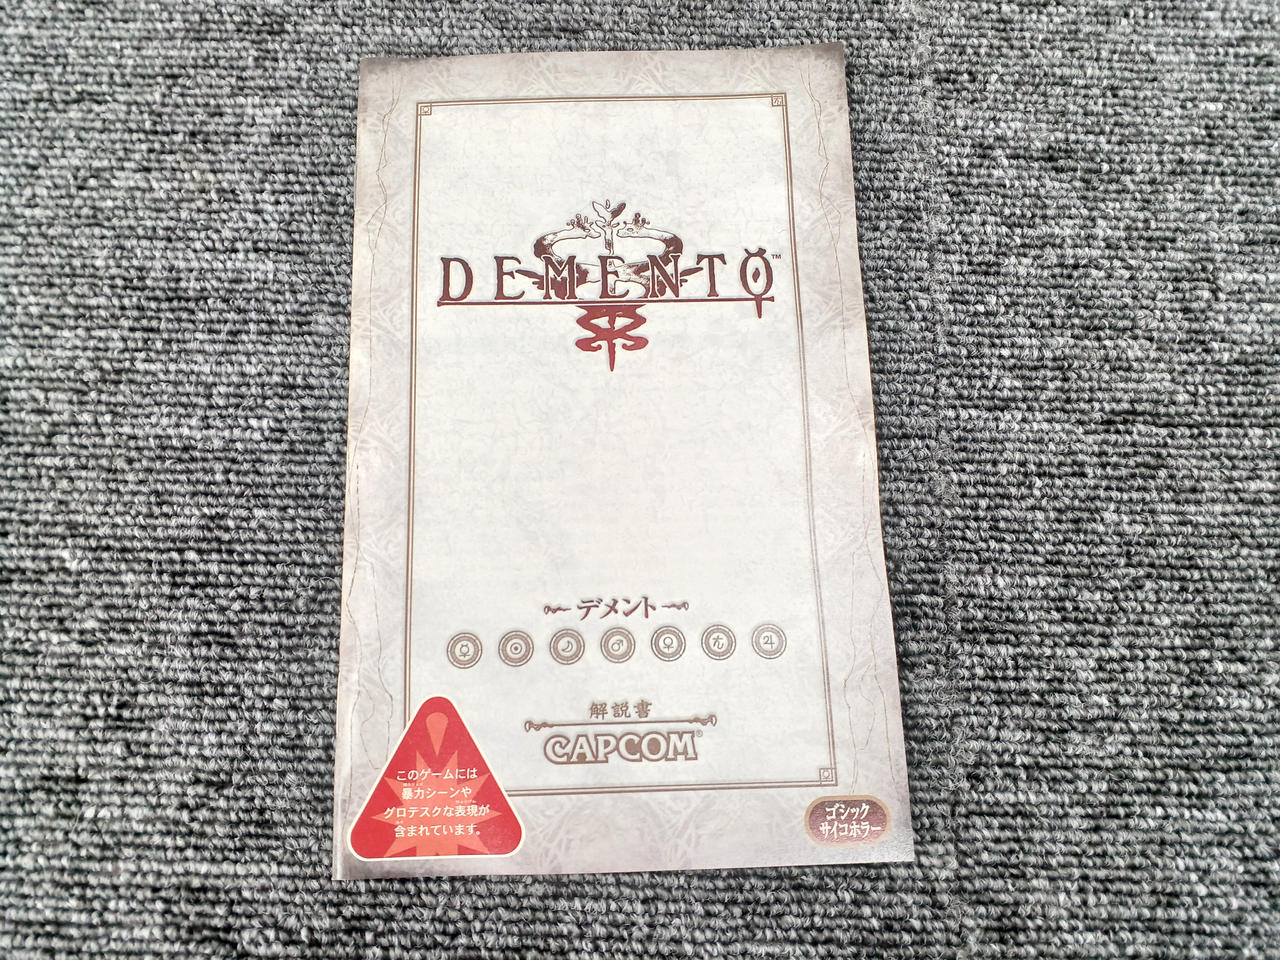 DEMENTO™
デメント
☿ ☉ ☽ ♂ ♀ ♄ ♃
解説書
CAPCOM®
このゲームには
暴力シーンや
グロテスクな表現が
含まれています。
ゴシック
サイコホラー